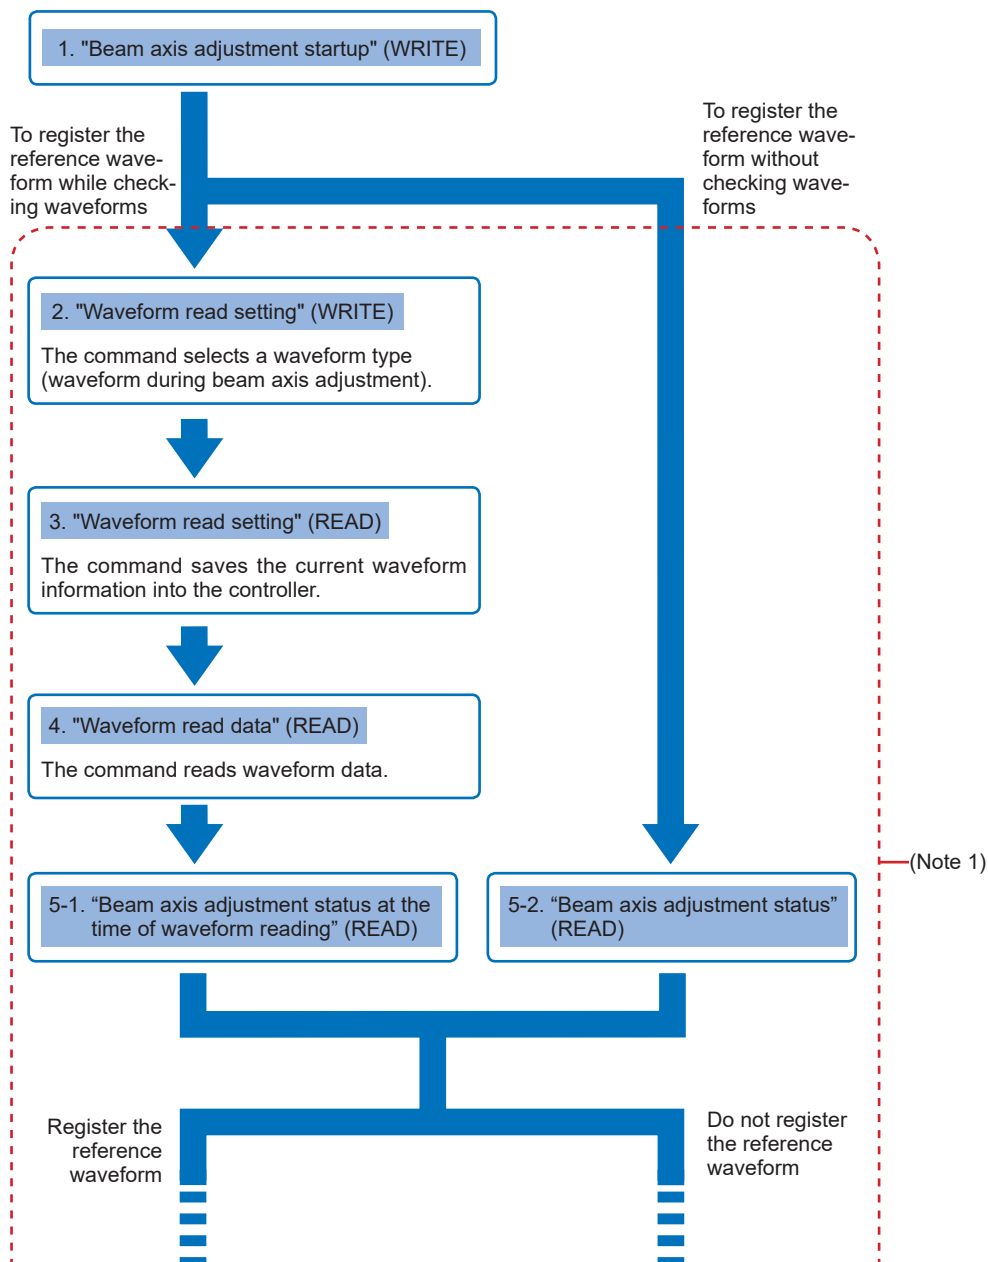 1. "Beam axis adjustment startup" (WRITE)
To register the
reference wave-
form while check-
ing waveforms
To register the
reference wave-
form without
checking wave-
forms
2. "Waveform read setting" (WRITE)
The command selects a waveform type
(waveform during beam axis adjustment).
3. "Waveform read setting" (READ)
The command saves the current waveform
information into the controller.
4. "Waveform read data" (READ)
The command reads waveform data.
(Note 1)
5-1. “Beam axis adjustment status at the
time of waveform reading” (READ)
5-2. “Beam axis adjustment status”
(READ)
Register the
reference
waveform
Do not register
the reference
waveform